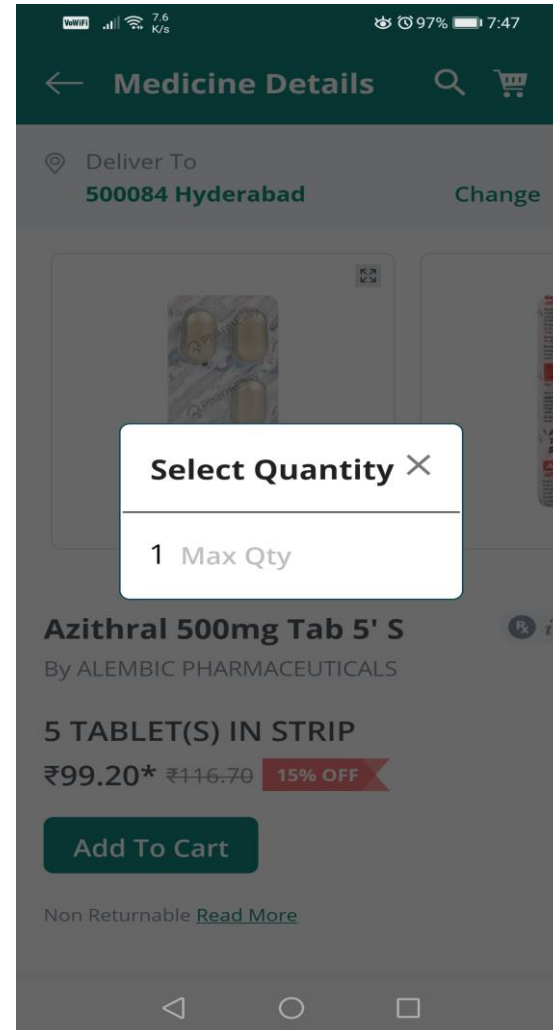 VoWiFi 7.6 K/s 97% 7:47
Medicine Details
Deliver To
500084 Hyderabad Change
PharmEasy
Select Quantity ×
1 Max Qty
Azithral 500mg Tab 5' S Rx
By ALEMBIC PHARMACEUTICALS
5 TABLET(S) IN STRIP
₹99.20* ₹116.70 15% OFF
Add To Cart
Non Returnable Read More